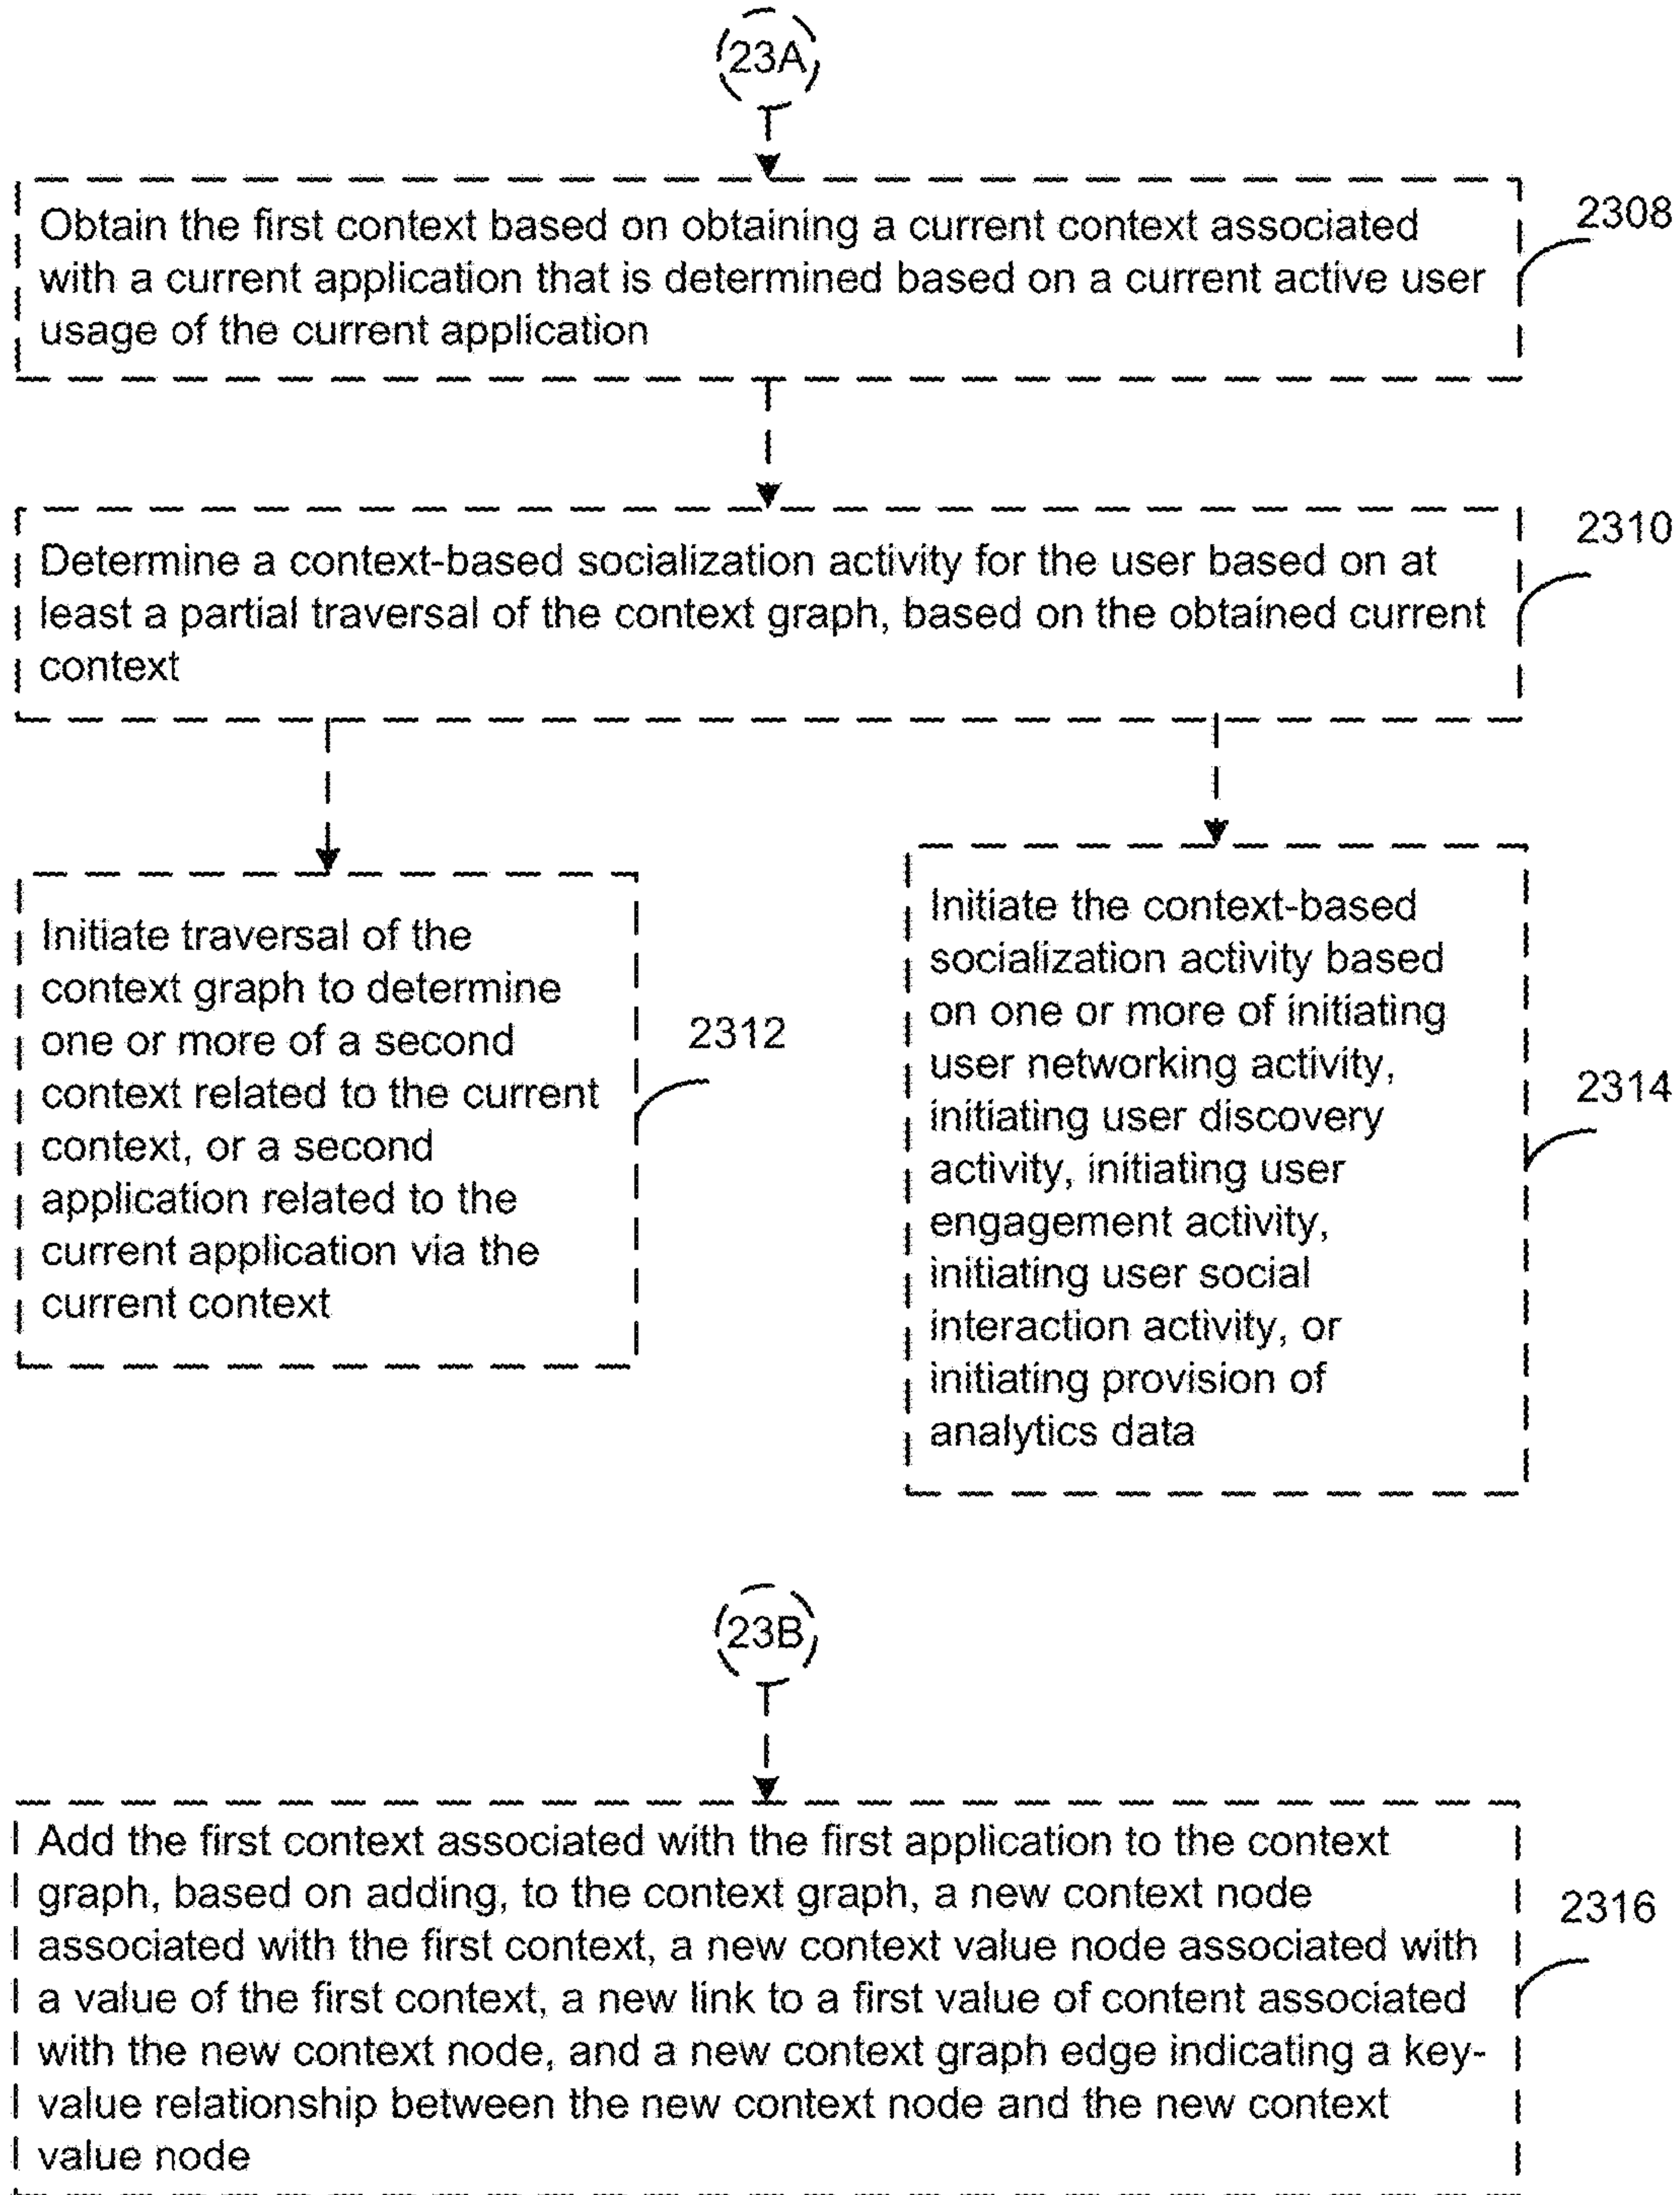 23A
Obtain the first context based on obtaining a current context associated
with a current application that is determined based on a current active user
usage of the current application
2308
Determine a context-based socialization activity for the user based on at
least a partial traversal of the context graph, based on the obtained current
context
2310
Initiate traversal of the
context graph to determine
one or more of a second
context related to the current
context, or a second
application related to the
current application via the
current context
2312
Initiate the context-based
socialization activity based
on one or more of initiating
user networking activity,
initiating user discovery
activity, initiating user
engagement activity,
initiating user social
interaction activity, or
initiating provision of
analytics data
2314
23B
Add the first context associated with the first application to the context
graph, based on adding, to the context graph, a new context node
associated with the first context, a new context value node associated with
a value of the first context, a new link to a first value of content associated
with the new context node, and a new context graph edge indicating a key-
value relationship between the new context node and the new context
value node
2316